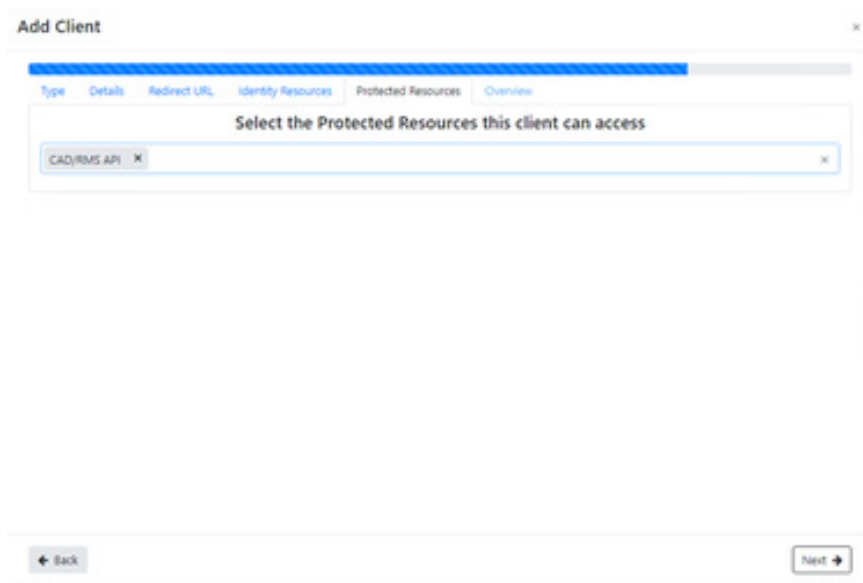 Add Client
×
Type Details Redirect URL Identity Resources Protected Resources Overview
Select the Protected Resources this client can access
CAD/RMS API × ×
← Back Next →